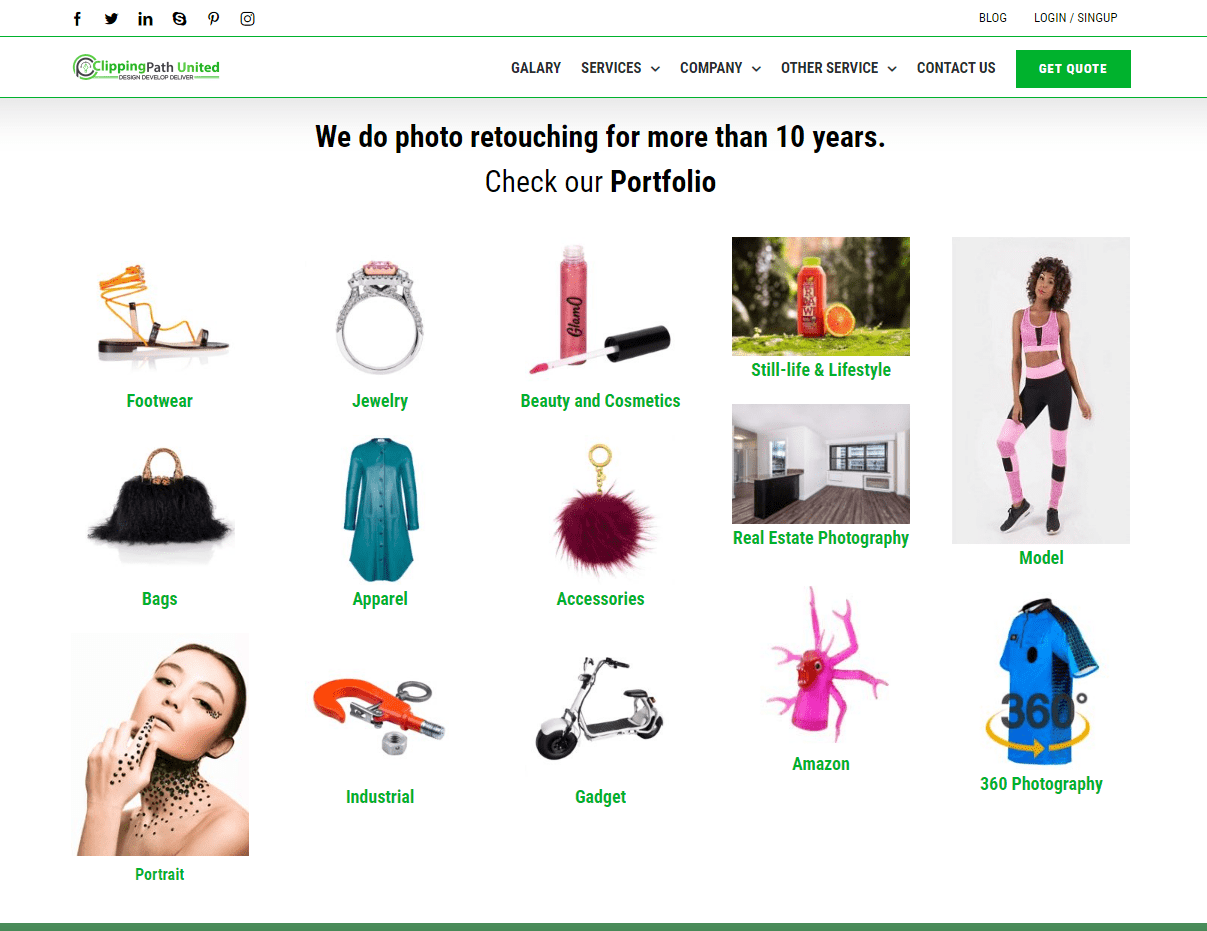 BLOG
LOGIN / SINGUP
ClippingPath United
DESIGN DEVELOP DELIVER
GALARY
SERVICES
COMPANY
OTHER SERVICE
CONTACT US
GET QUOTE
We do photo retouching for more than 10 years.
Check our Portfolio
GlamO
RAW
Still-life & Lifestyle
Footwear
Jewelry
Beauty and Cosmetics
Real Estate Photography
Model
Bags
Apparel
Accessories
360°
Amazon
360 Photography
Industrial
Gadget
Portrait